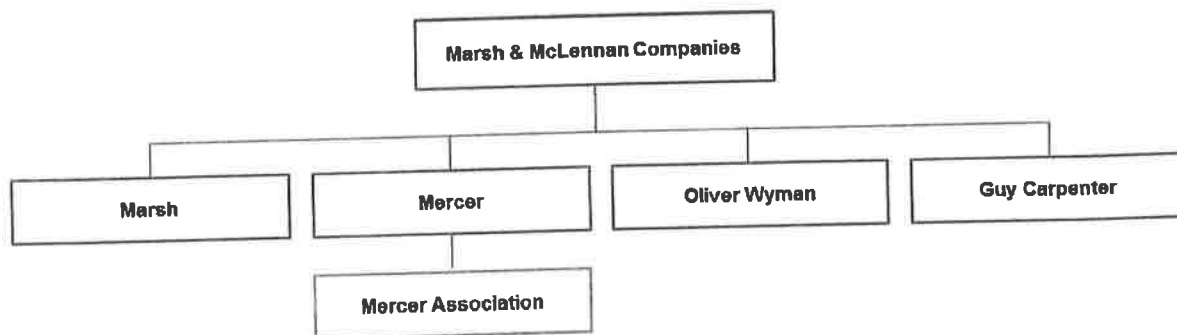 Marsh & McLennan Companies
Marsh
Mercer
Oliver Wyman
Guy Carpenter
Mercer Association